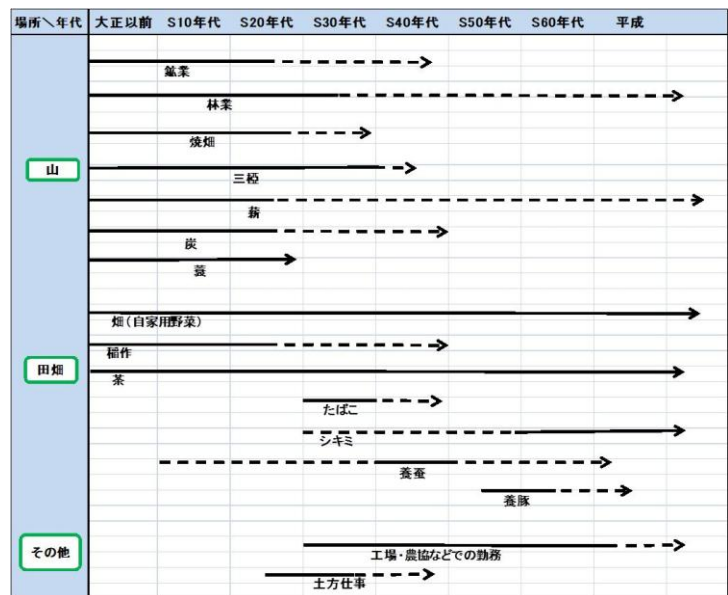 場所＼年代 大正以前 S10年代 S20年代 S30年代 S40年代 S50年代 S60年代 平成
鉱業
林業
焼畑
山
三椏
薪
炭
蓑
畑（自家用野菜）
稲作
田畑
茶
たばこ
シキミ
養蚕
養豚
その他
工場・農協などでの勤務
土方仕事